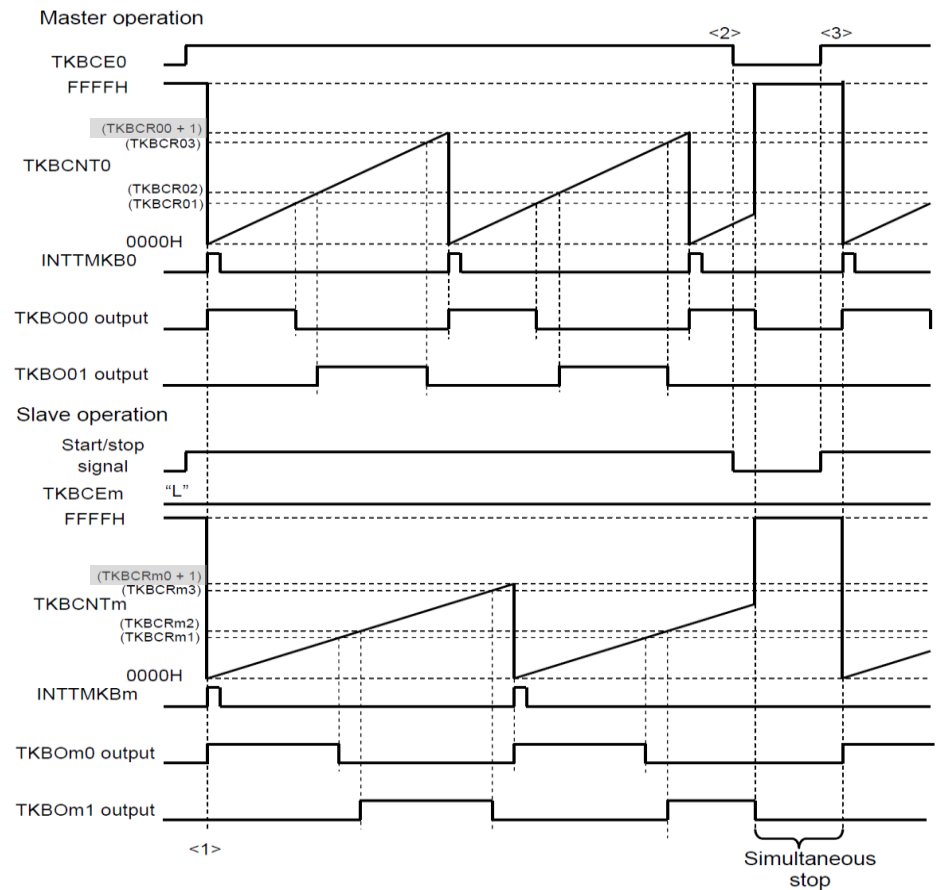 Master operation
<2>
<3>
TKBCE0
FFFFH
(TKBCR00 + 1)
(TKBCR03)
TKBCNT0
(TKBCR02)
(TKBCR01)
0000H
INTTMKB0
TKBO00 output
TKBO01 output
Slave operation
Start/stop
signal
TKBCEm
“L”
FFFFH
(TKBCRm0 + 1)
(TKBCRm3)
TKBCNTm
(TKBCRm2)
(TKBCRm1)
0000H
INTTMKBm
TKBOm0 output
TKBOm1 output
<1>
Simultaneous
stop